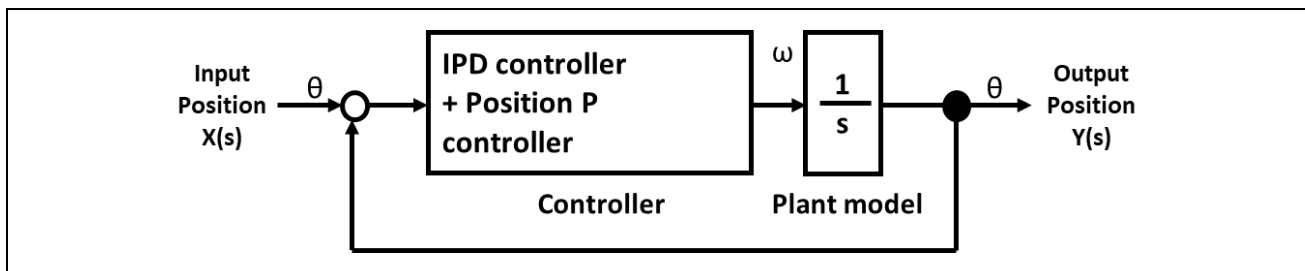 Input
Position
X(s)
θ
IPD controller
+ Position P
controller
Controller
ω
1
s
Plant model
θ
Output
Position
Y(s)